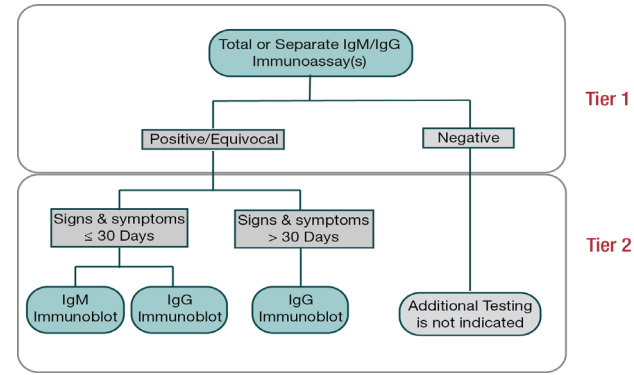 Total or Separate IgM/IgG
Immunoassay(s)
Tier 1
Positive/Equivocal
Negative
Signs & symptoms
≤ 30 Days
Signs & symptoms
> 30 Days
Tier 2
IgM
Immunoblot
IgG
Immunoblot
IgG
Immunoblot
Additional Testing
is not indicated